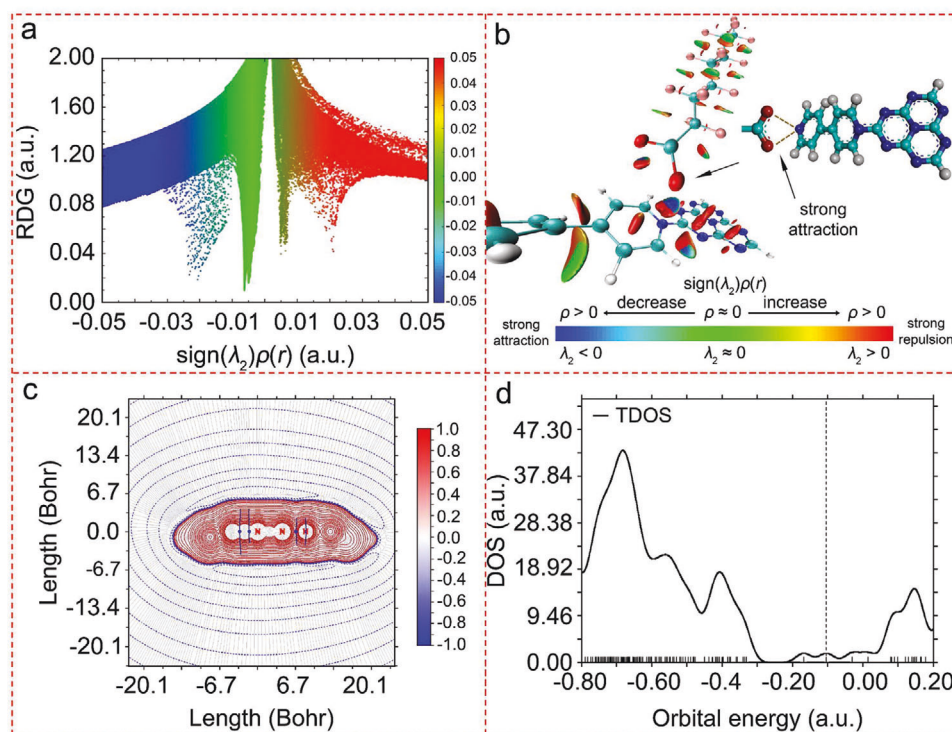 a
RDG (a.u.)
2.00
1.60
1.20
0.08
0.04
0.00
-0.05
-0.03
-0.01
0.01
0.03
0.05
sign(λ₂)ρ(r) (a.u.)
0.05
0.04
0.03
0.02
0.01
0.00
-0.00
-0.01
-0.02
-0.03
-0.04
-0.05
b
strong
attraction
sign(λ₂)ρ(r)
ρ > 0 decrease ρ ≈ 0 increase ρ > 0
strong
attraction
strong
repulsion
λ₂ < 0 λ₂ ≈ 0 λ₂ > 0
c
Length (Bohr)
20.1
13.4
6.7
0.0
-6.7
-13.4
-20.1
N N N
-20.1 -6.7 6.7 20.1
Length (Bohr)
1.0
0.8
0.6
0.4
0.2
0.0
0.0
-0.2
-0.4
-0.6
-0.8
-1.0
d
TDOS
DOS (a.u.)
47.30
37.84
28.38
18.92
9.46
0.00
-0.80 -0.60 -0.4 -0.20 0.00 0.20
Orbital energy (a.u.)